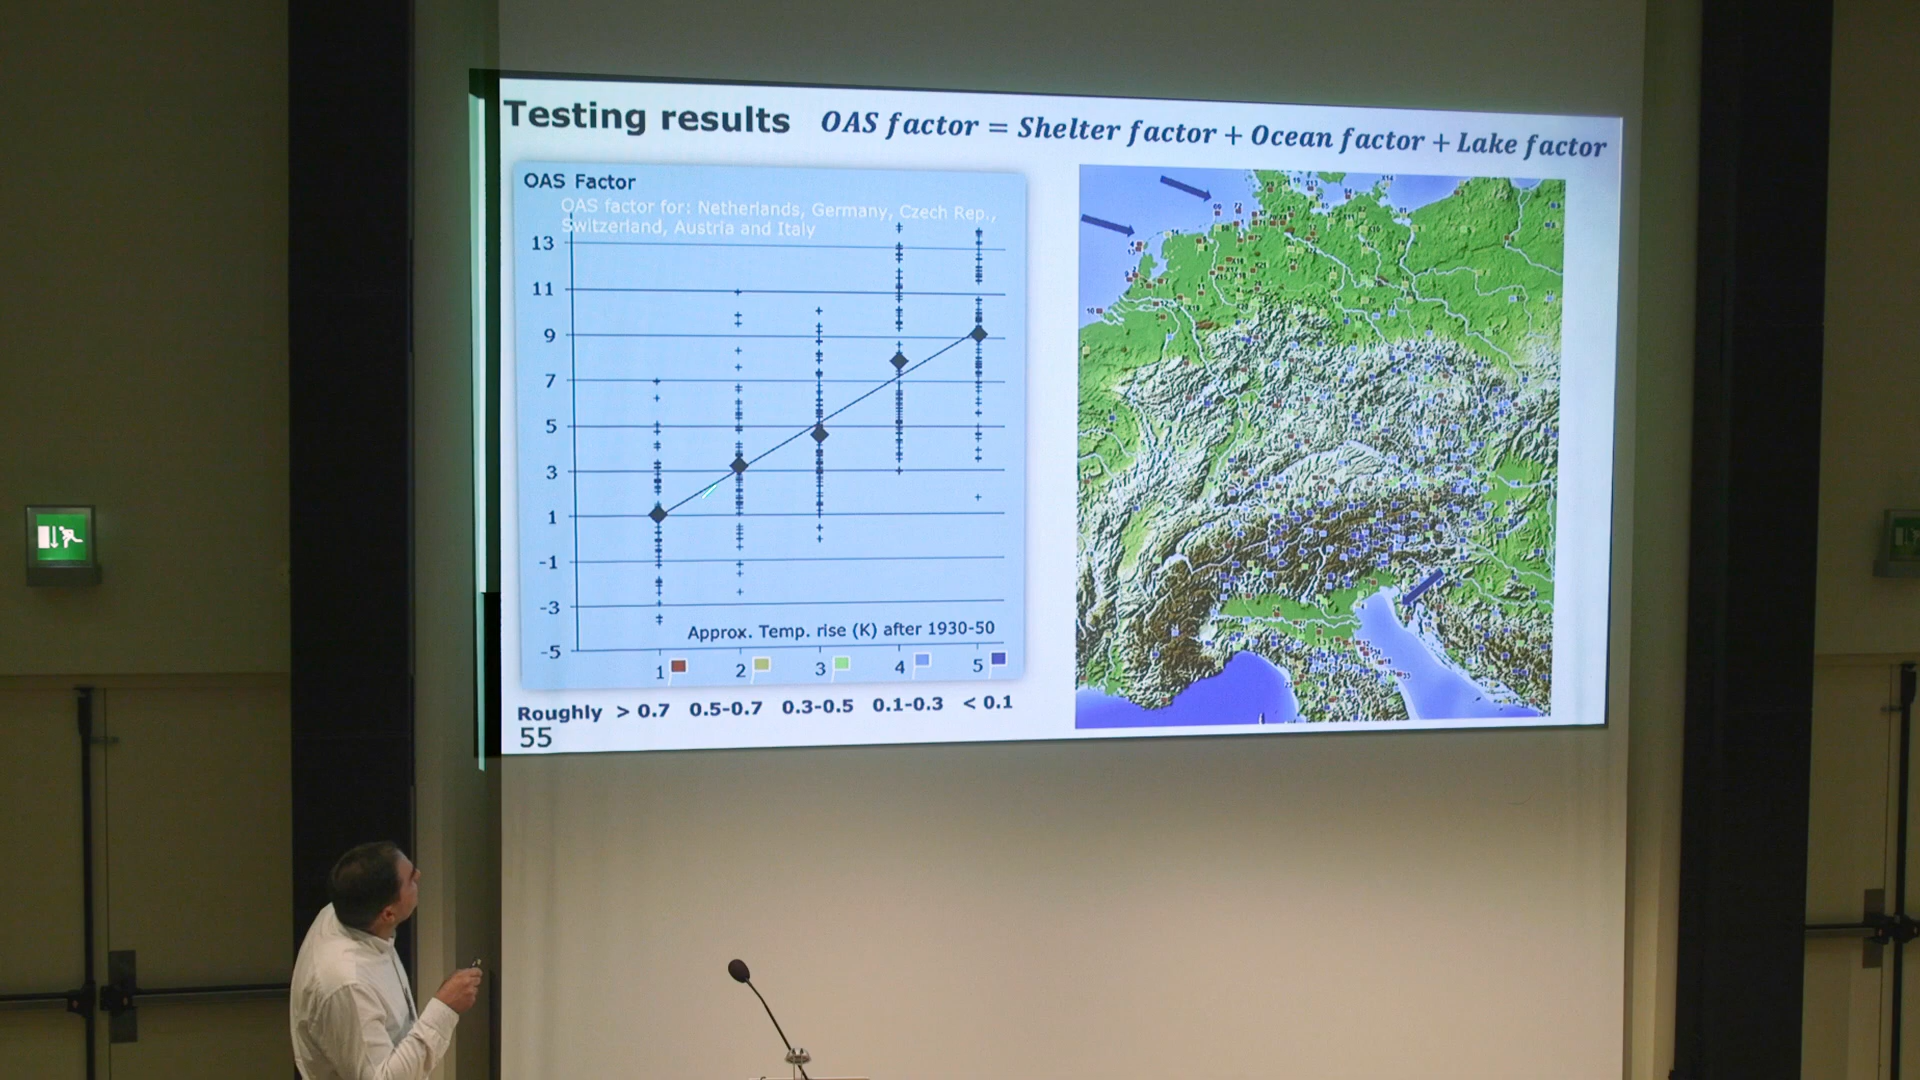 Testing results
OAS factor = Shelter factor + Ocean factor + Lake factor
OAS Factor
OAS factor for: Netherlands, Germany, Czech Rep.,
Switzerland, Austria and Italy
13
11
9
7
5
3
1
-1
-3
-5
Approx. Temp. rise (K) after 1930-50
1 2 3 4 5
Roughly > 0.7 0.5-0.7 0.3-0.5 0.1-0.3 < 0.1
55